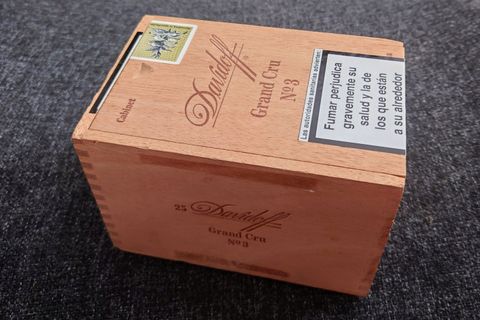 Davidoff
Grand Cru
Nº3
Cabinet
Las autoridades sanitarias advierten:
Fumar perjudica
gravemente su
salud y la de
los que están
a su alrededor
25 Davidoff
Grand Cru
Nº3